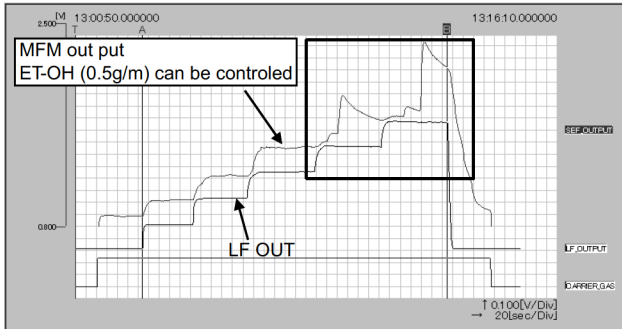 [M] 13:00:50.000000 13:16:10.000000
2.500
T A B
MFM out put
ET-OH (0.5g/m) can be controled
SEF_OUTPUT
0.800
LF OUT
LF_OUTPUT
CARRIER_GAS
↑ 0.100[V/Div]
→ 20[sec/Div]